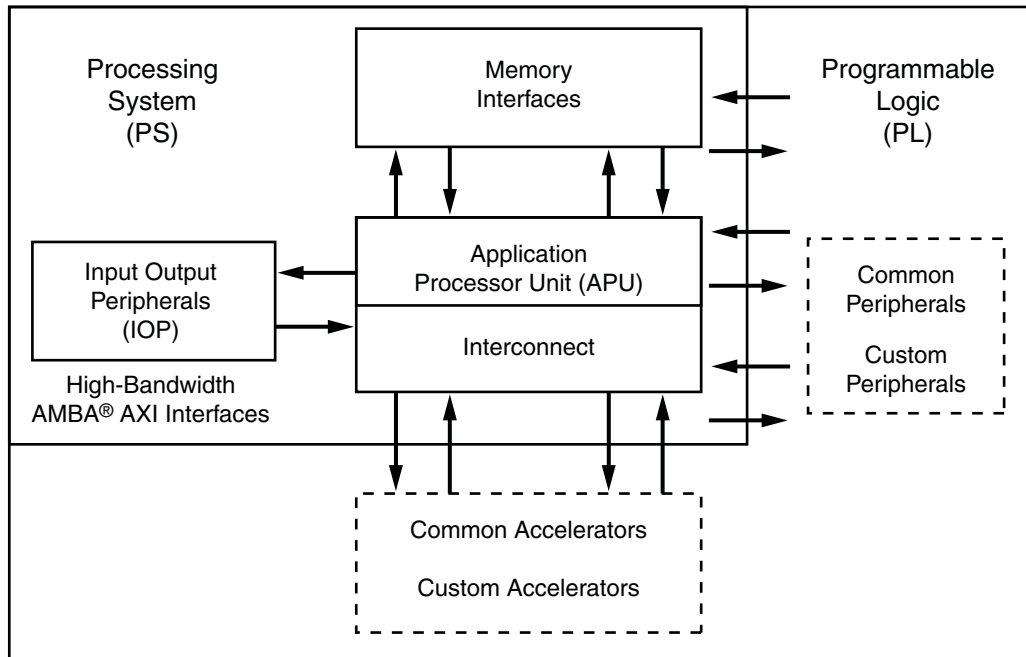 Processing
System
(PS)
Memory
Interfaces
Programmable
Logic
(PL)
Input Output
Peripherals
(IOP)
Application
Processor Unit (APU)
Interconnect
Common
Peripherals
Custom
Peripherals
High-Bandwidth
AMBA® AXI Interfaces
Common Accelerators
Custom Accelerators